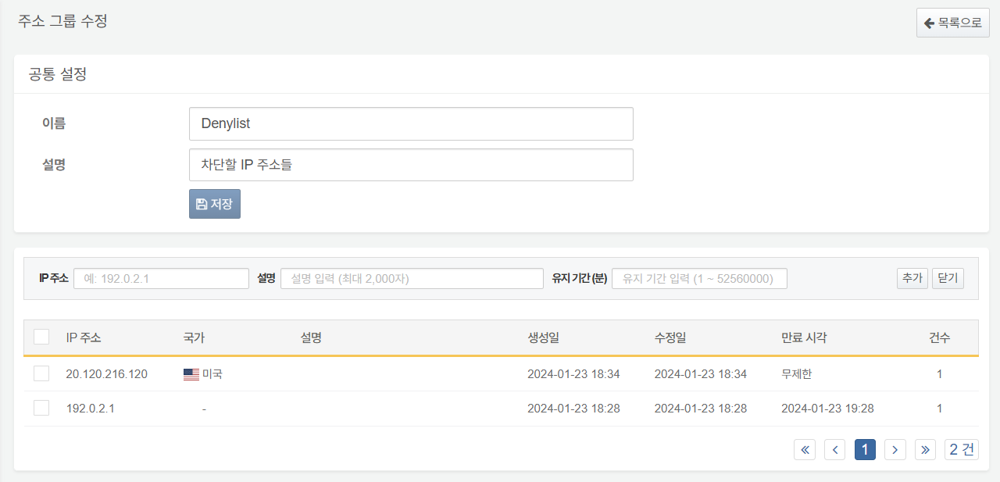 주소 그룹 수정
목록으로
공통 설정
이름 Denylist
설명 차단할 IP 주소들
저장
IP 주소 예: 192.0.2.1 설명 설명 입력 (최대 2,000자) 유지 기간 (분) 유지 기간 입력 (1 ~ 52560000) 추가 닫기
IP 주소 국가 설명 생성일 수정일 만료 시각 건수
20.120.216.120 미국 2024-01-23 18:34 2024-01-23 18:34 무제한 1
192.0.2.1 - 2024-01-23 18:28 2024-01-23 18:28 2024-01-23 19:28 1
« ‹ 1 › » 2 건